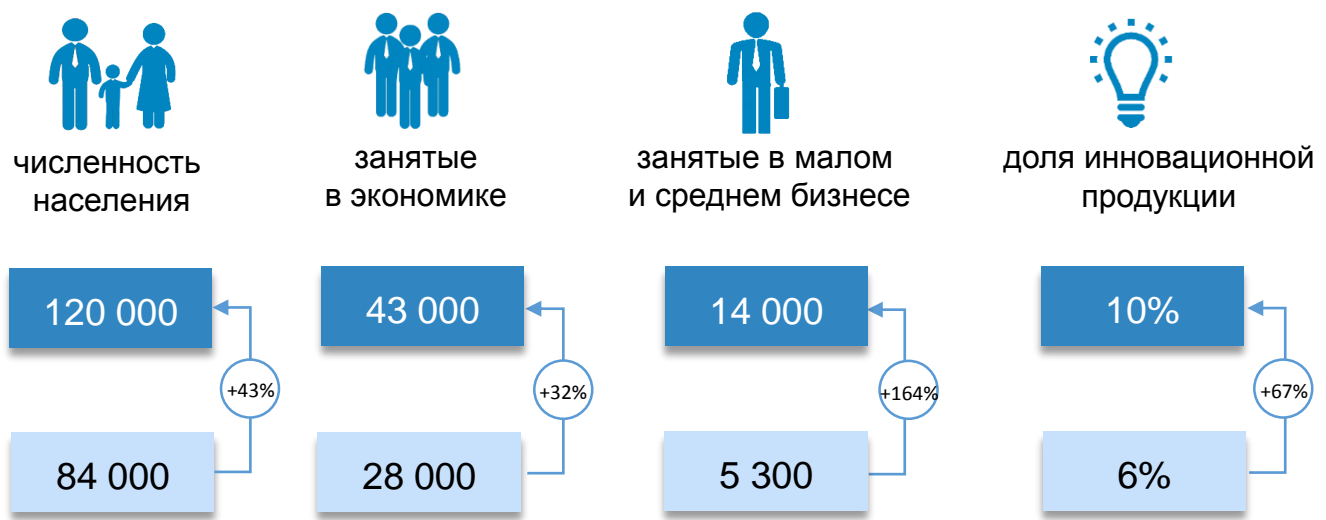 численность
населения
занятые
в экономике
занятые в малом
и среднем бизнесе
доля инновационной
продукции
120 000
43 000
14 000
10%
+43%
+32%
+164%
+67%
84 000
28 000
5 300
6%